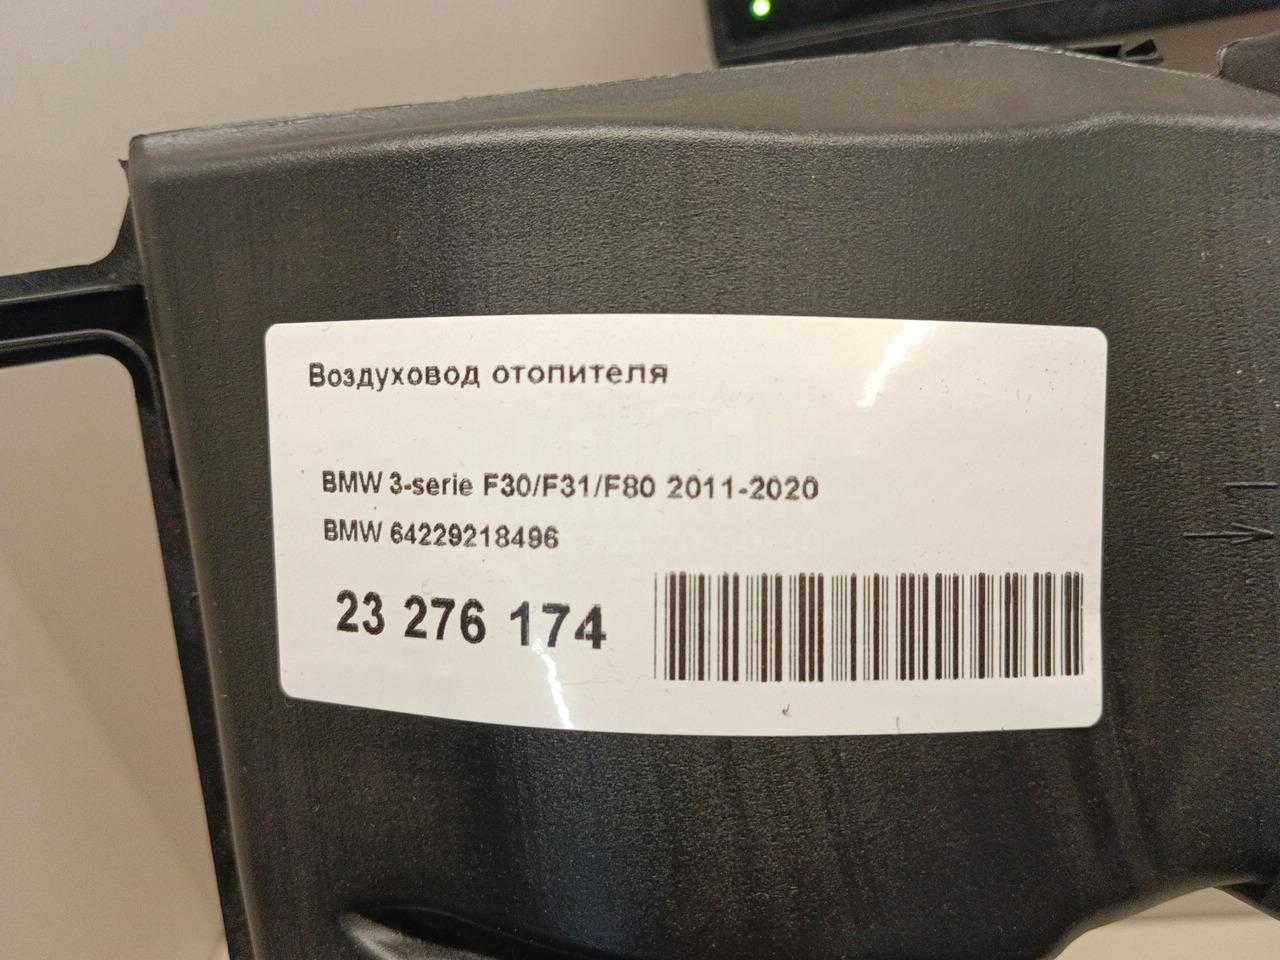 Воздуховод отопителя
BMW 3-serie F30/F31/F80 2011-2020
BMW 64229218496
23 276 174